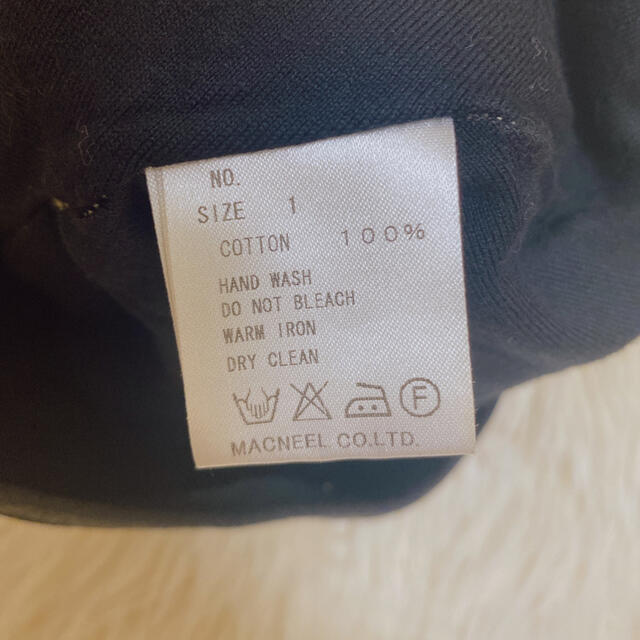 NO.
SIZE 1
COTTON 100%
HAND WASH
DO NOT BLEACH
WARM IRON
DRY CLEAN
F
MACNEEL CO.LTD.